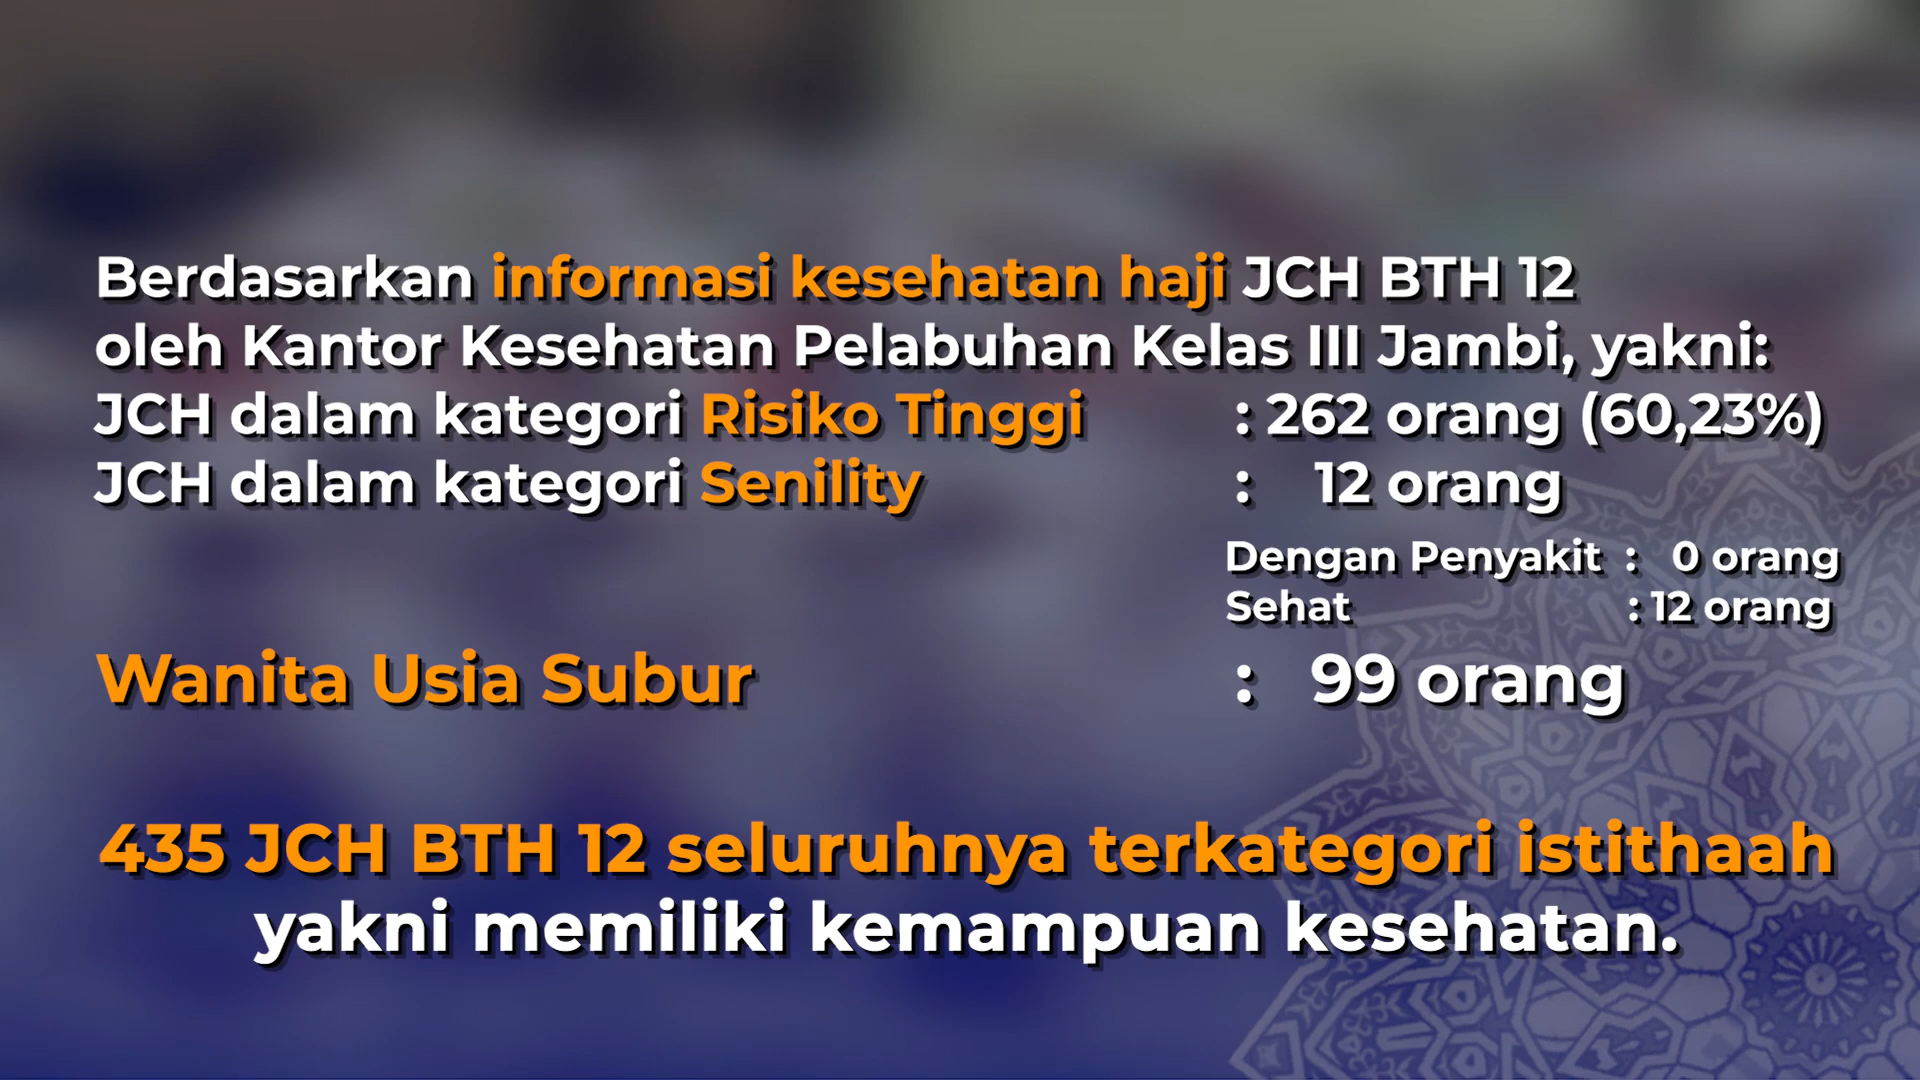 Berdasarkan informasi kesehatan haji JCH BTH 12
oleh Kantor Kesehatan Pelabuhan Kelas III Jambi, yakni:
JCH dalam kategori Risiko Tinggi : 262 orang (60,23%)
JCH dalam kategori Senility : 12 orang
Dengan Penyakit : 0 orang
Sehat : 12 orang
Wanita Usia Subur : 99 orang
435 JCH BTH 12 seluruhnya terkategori istithaah
yakni memiliki kemampuan kesehatan.